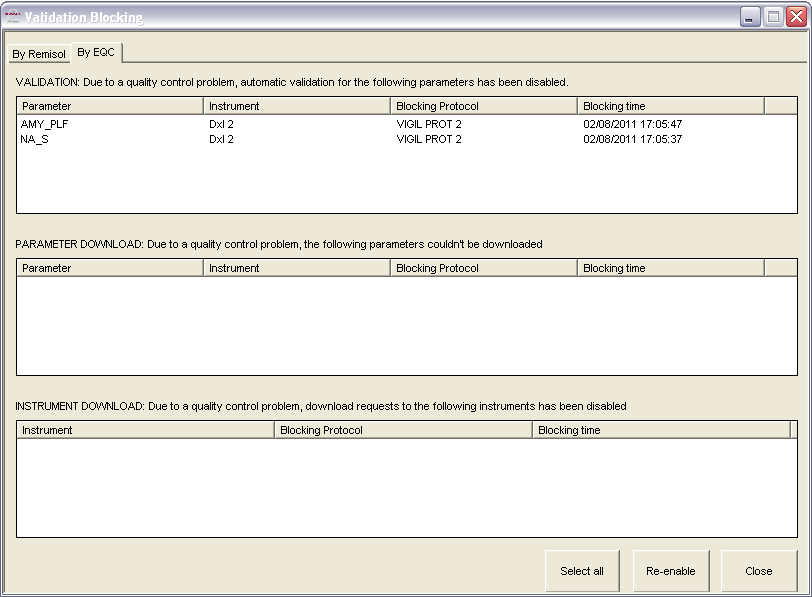 Validation Blocking
By Remisol By EQC
VALIDATION: Due to a quality control problem, automatic validation for the following parameters has been disabled.
Parameter Instrument Blocking Protocol Blocking time
AMY_PLF DxI 2 VIGIL PROT 2 02/08/2011 17:05:47
NA_S DxI 2 VIGIL PROT 2 02/08/2011 17:05:37
PARAMETER DOWNLOAD: Due to a quality control problem, the following parameters couldn't be downloaded
Parameter Instrument Blocking Protocol Blocking time
INSTRUMENT DOWNLOAD: Due to a quality control problem, download requests to the following instruments has been disabled
Instrument Blocking Protocol Blocking time
Select all Re-enable Close